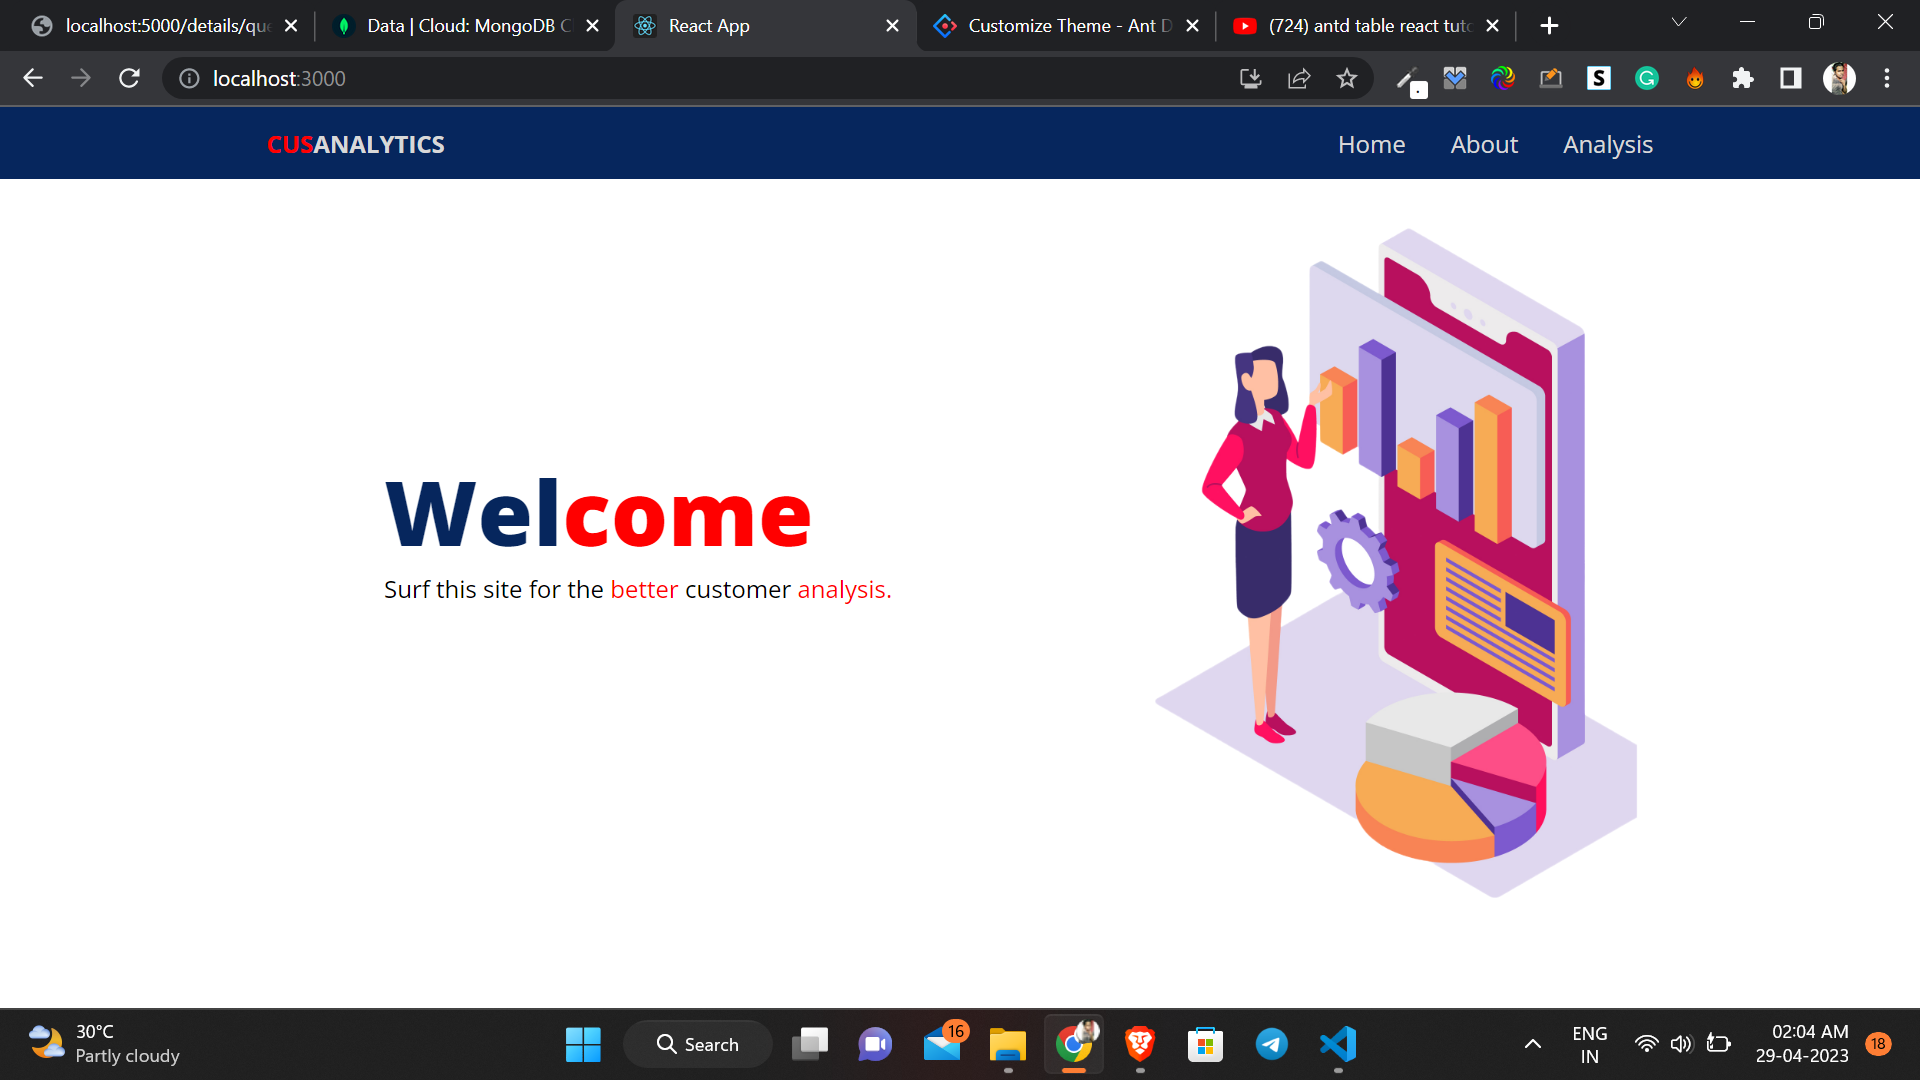 localhost:5000/details/que
Data | Cloud: MongoDB C
React App
Customize Theme - Ant D
(724) antd table react tuto
localhost:3000
CUSANALYTICS
Home
About
Analysis
Welcome
Surf this site for the better customer analysis.
30°C
Partly cloudy
Search
16
ENG
IN
02:04 AM
29-04-2023
18